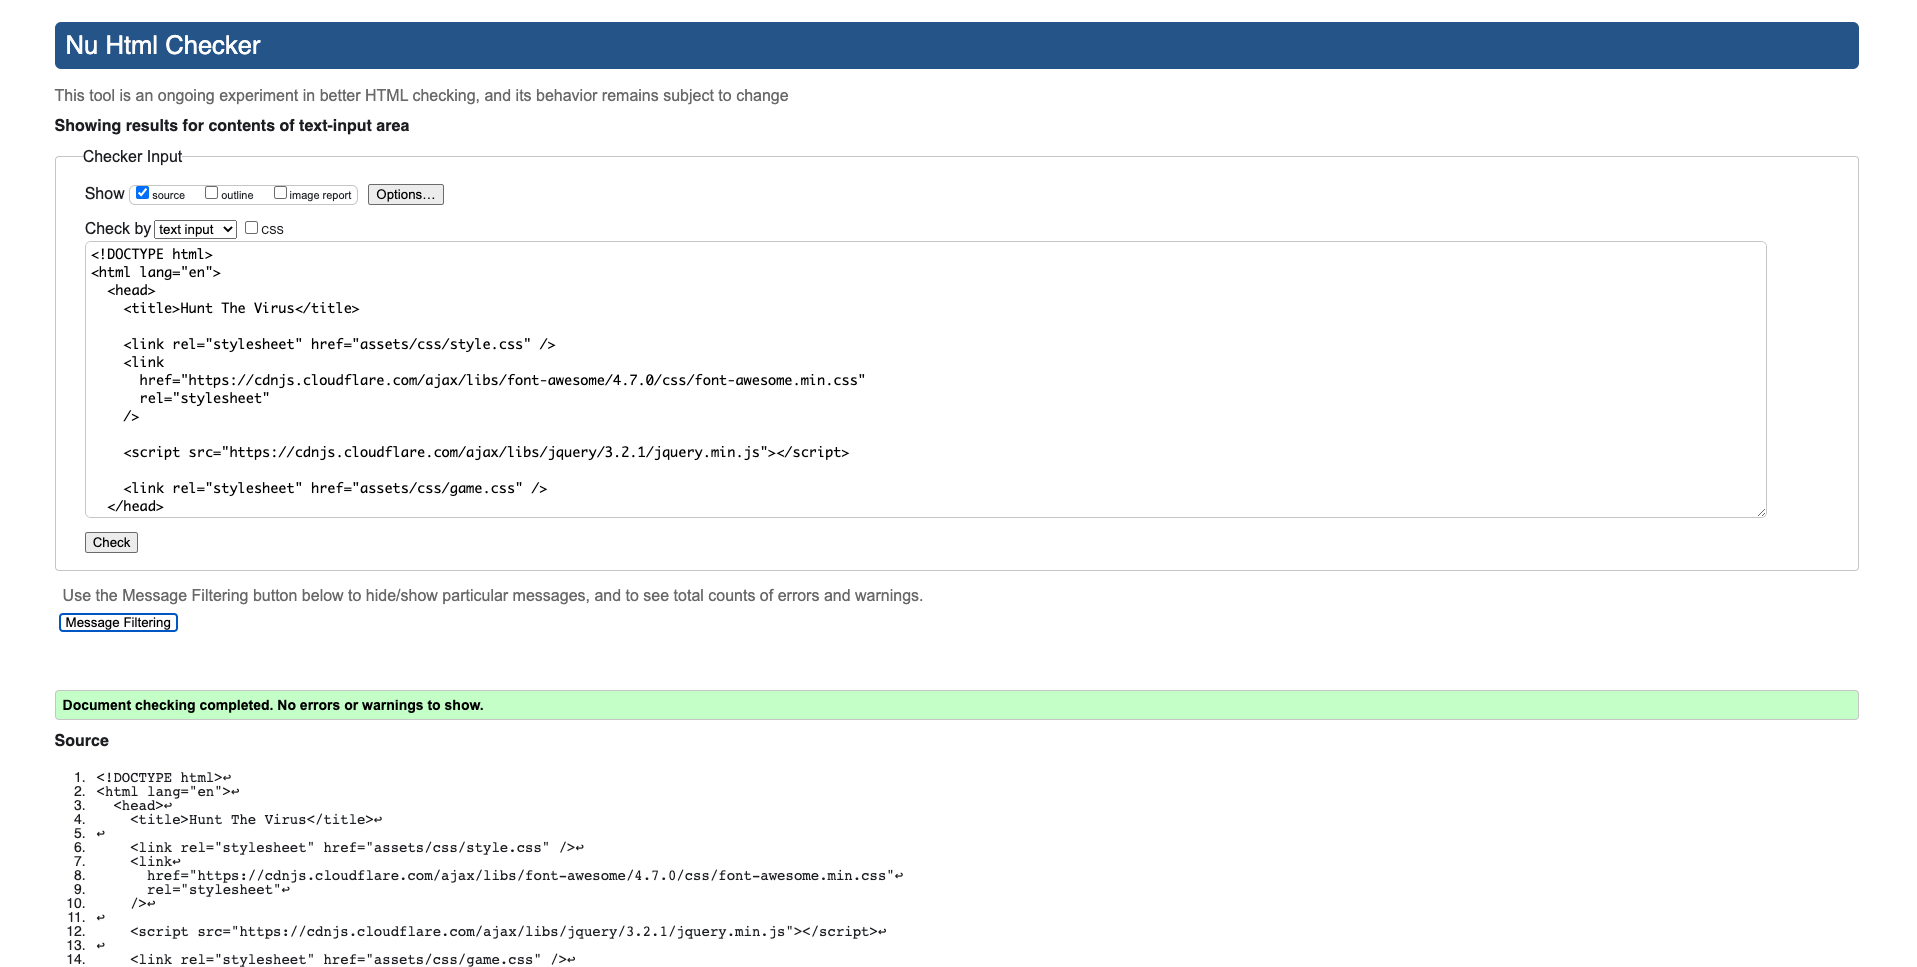 Nu Html Checker
This tool is an ongoing experiment in better HTML checking, and its behavior remains subject to change
Showing results for contents of text-input area
Checker Input
Show source outline image report Options...
Check by text input css
<!DOCTYPE html>
<html lang="en">
  <head>
    <title>Hunt The Virus</title>
    <link rel="stylesheet" href="assets/css/style.css" />
    <link
      href="https://cdnjs.cloudflare.com/ajax/libs/font-awesome/4.7.0/css/font-awesome.min.css"
      rel="stylesheet"
    />
    <script src="https://cdnjs.cloudflare.com/ajax/libs/jquery/3.2.1/jquery.min.js"></script>
    <link rel="stylesheet" href="assets/css/game.css" />
  </head>
Check
Use the Message Filtering button below to hide/show particular messages, and to see total counts of errors and warnings.
Message Filtering
Document checking completed. No errors or warnings to show.
Source
1. <!DOCTYPE html>↩
2. <html lang="en">↩
3.   <head>↩
4.     <title>Hunt The Virus</title>↩
5. ↩
6.     <link rel="stylesheet" href="assets/css/style.css" />↩
7.     <link↩
8.       href="https://cdnjs.cloudflare.com/ajax/libs/font-awesome/4.7.0/css/font-awesome.min.css"↩
9.       rel="stylesheet"↩
10.     />↩
11. ↩
12.     <script src="https://cdnjs.cloudflare.com/ajax/libs/jquery/3.2.1/jquery.min.js"></script>↩
13. ↩
14.     <link rel="stylesheet" href="assets/css/game.css" />↩